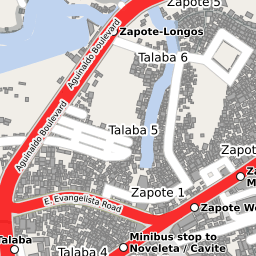 Zapote 5
Zapote-Longos
Talaba 6
Aguinaldo Boulevard
Talaba 5
Aguinaldo Boulevard
Zapote
Zapote 1
E. Evangelista Road
Zapote
Talaba
Talaba 4
Minibus stop to
Noveleta / Cavite